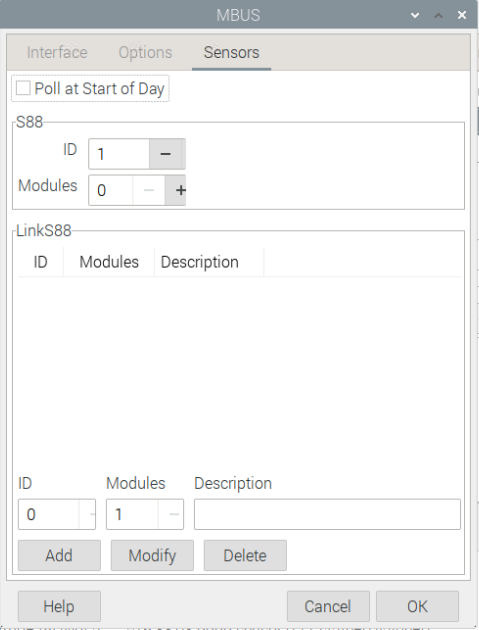 MBUS
Interface Options Sensors
Poll at Start of Day
S88
ID 1 −
Modules 0 − +
LinkS88
ID Modules Description
ID Modules Description
0 − 1 −
Add Modify Delete
Help Cancel OK